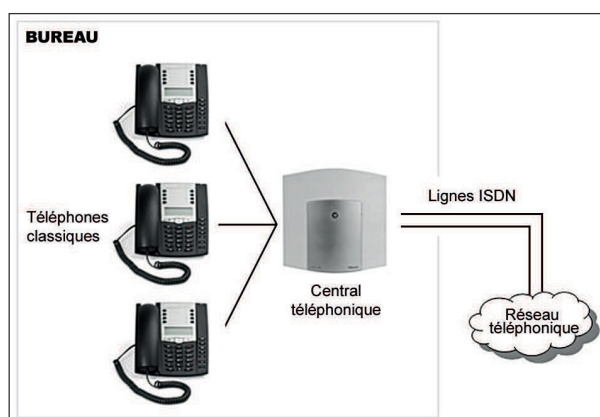 BUREAU
Téléphones
classiques
Central
téléphonique
Lignes ISDN
Réseau
téléphonique